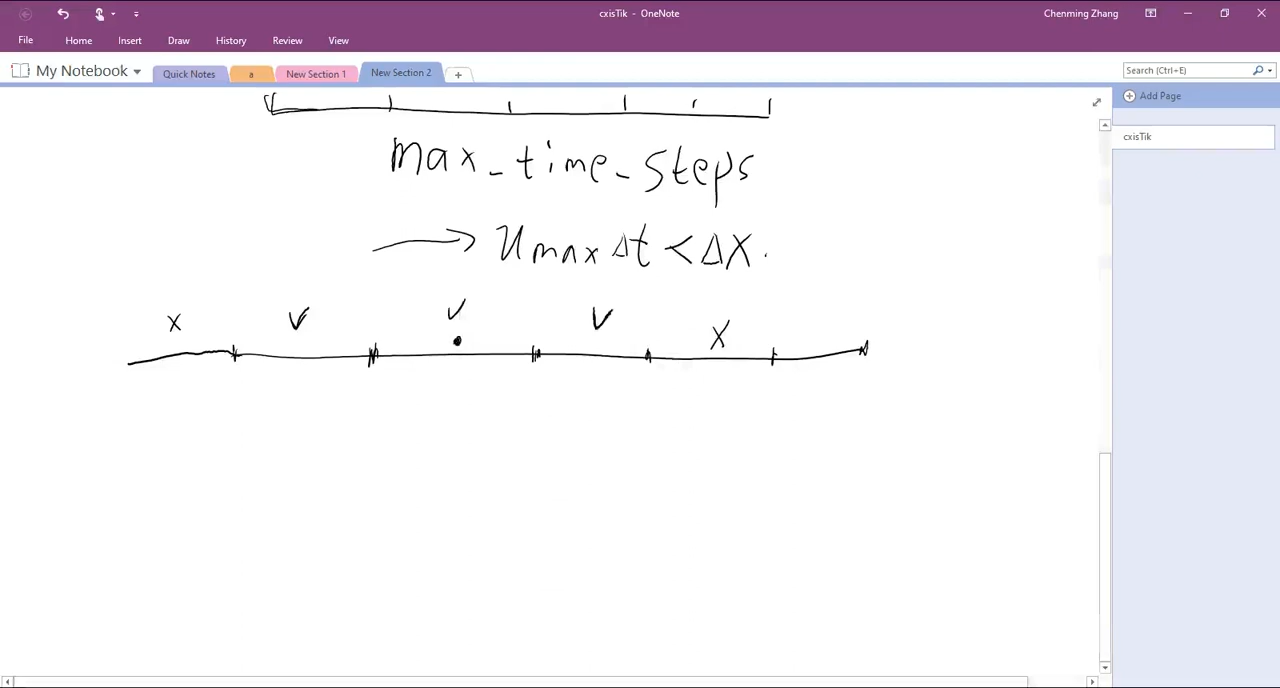 cxisTik - OneNote
Chenming Zhang
File Home Insert Draw History Review View
My Notebook
Quick Notes
a
New Section 1
New Section 2
Search (Ctrl+E)
Add Page
cxisTik
max_time_steps
→ Umax Δt < ΔX.
x v v v X